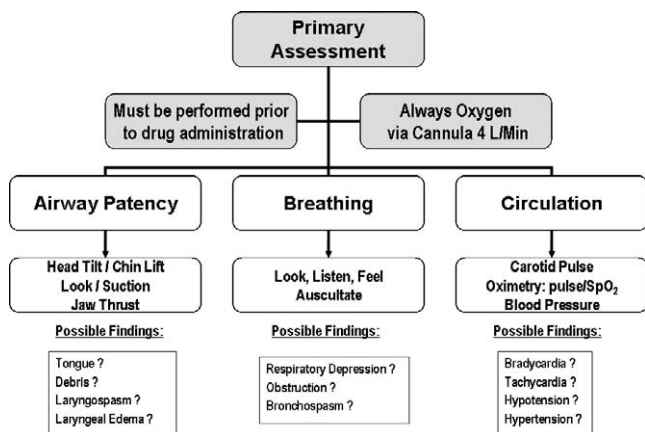 Primary
Assessment
Must be performed prior
to drug administration
Always Oxygen
via Cannula 4 L/Min
Airway Patency
Breathing
Circulation
Head Tilt / Chin Lift
Look / Suction
Jaw Thrust
Look, Listen, Feel
Auscultate
Carotid Pulse
Oximetry: pulse/SpO₂
Blood Pressure
Possible Findings:
Possible Findings:
Possible Findings:
Tongue ?
Debris ?
Laryngospasm ?
Laryngeal Edema ?
Respiratory Depression ?
Obstruction ?
Bronchospasm ?
Bradycardia ?
Tachycardia ?
Hypotension ?
Hypertension ?